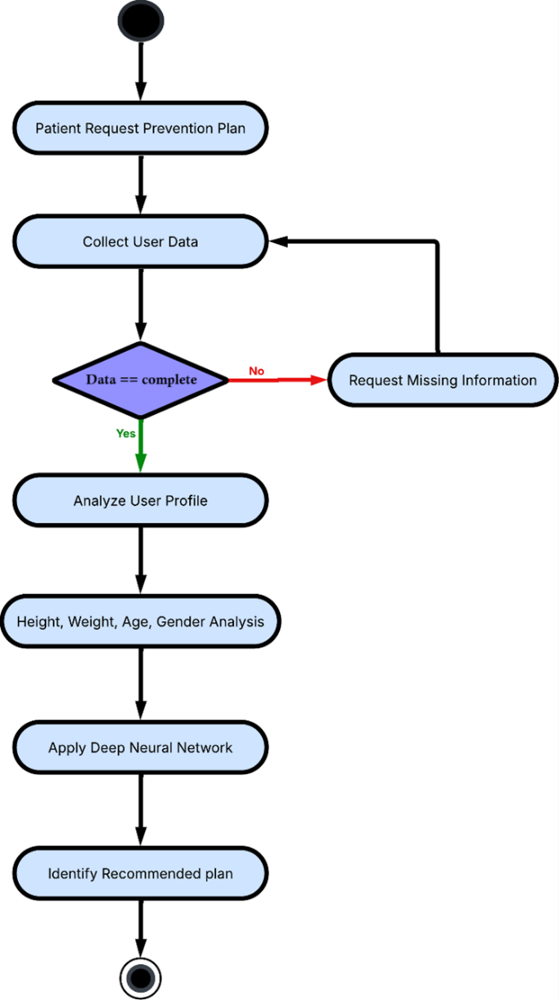 Patient Request Prevention Plan
Collect User Data
Data == complete
No
Request Missing Information
Yes
Analyze User Profile
Height, Weight, Age, Gender Analysis
Apply Deep Neural Network
Identify Recommended plan